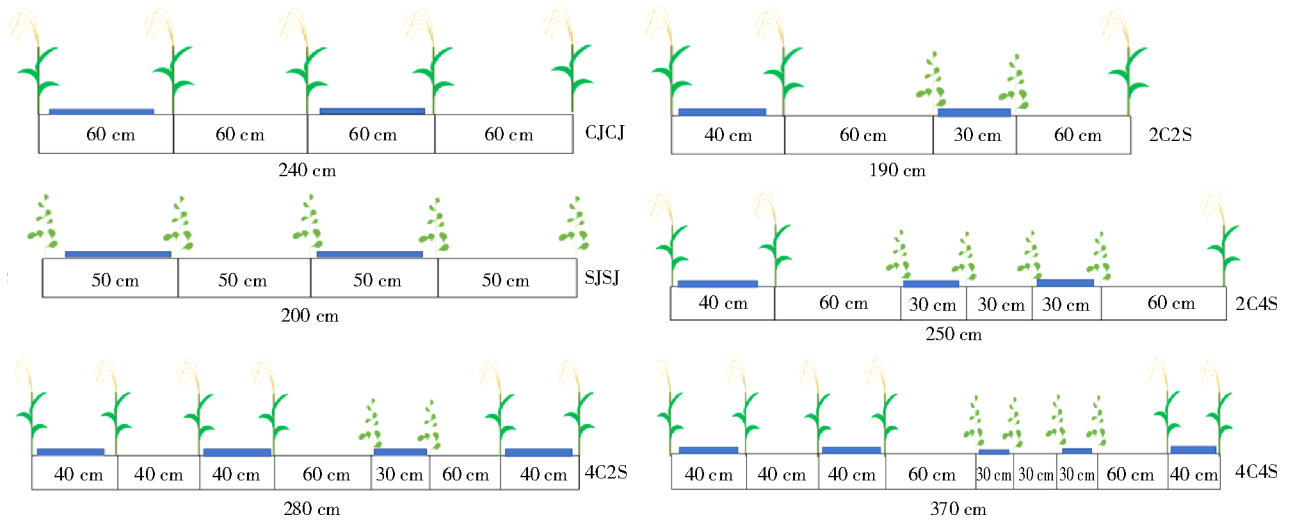 60 cm 60 cm 60 cm 60 cm CJCJ
240 cm
40 cm 60 cm 30 cm 60 cm 2C2S
190 cm
50 cm 50 cm 50 cm 50 cm SJSJ
200 cm
40 cm 60 cm 30 cm 30 cm 30 cm 60 cm 2C4S
250 cm
40 cm 40 cm 40 cm 60 cm 30 cm 60 cm 40 cm 4C2S
280 cm
40 cm 40 cm 40 cm 60 cm 30 cm 30 cm 30 cm 60 cm 40 cm 4C4S
370 cm